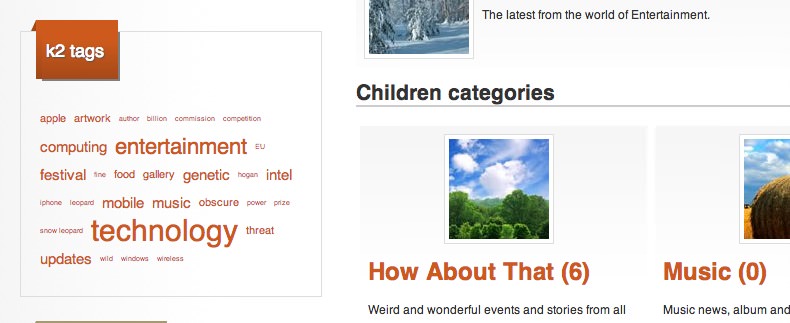 k2 tags
apple artwork author billion commission competition
computing entertainment EU
festival fine food gallery genetic hogan intel
iphone leopard mobile music obscure power prize
snow leopard technology threat
updates wild windows wireless
The latest from the world of Entertainment.
Children categories
How About That (6)
Weird and wonderful events and stories from all
Music (0)
Music news, album and